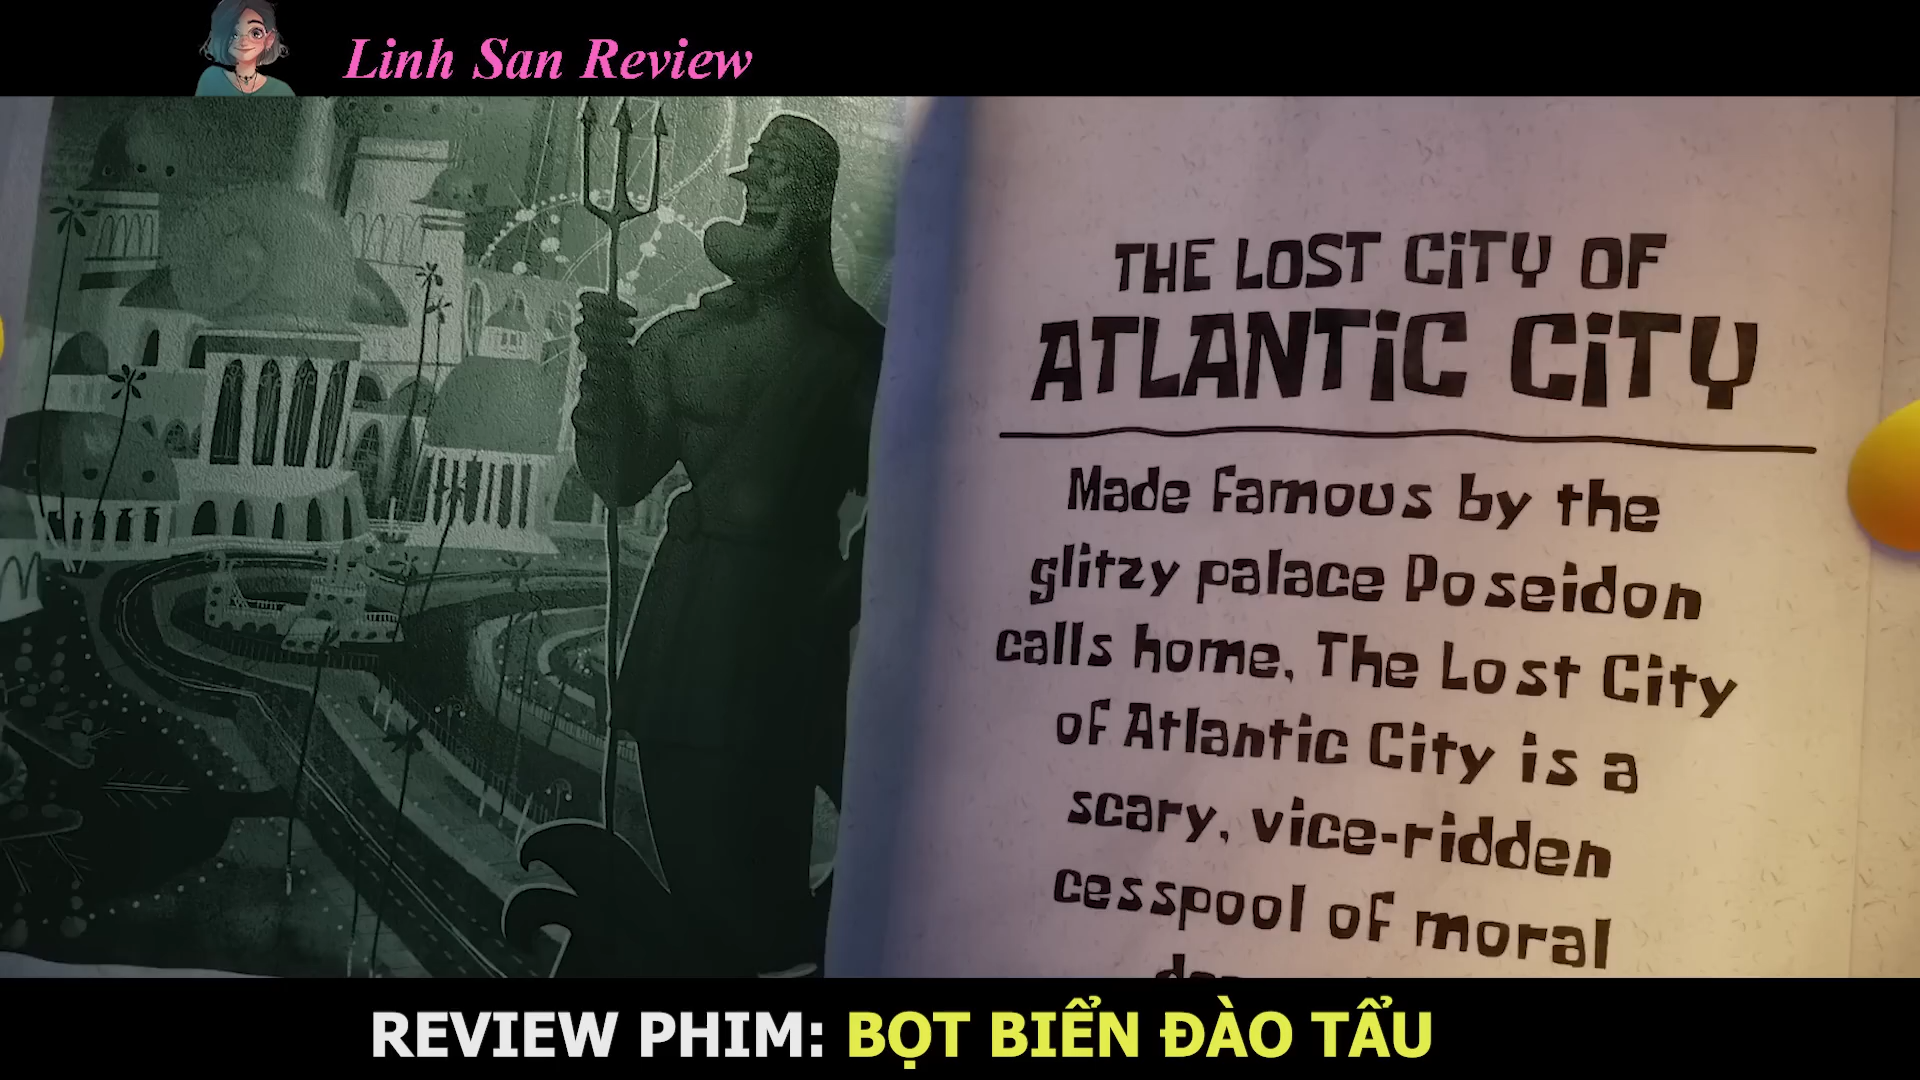 Linh San Review
THE LOST CiTY OF
ATLANTiC CiTY
Made Famous by the
glitzy palace Poseidon
calls home, The Lost City
of Atlantic City is a
scary, vice-ridden
cesspool of moral
REVIEW PHIM: BỌT BIỂN ĐÀO TẨU